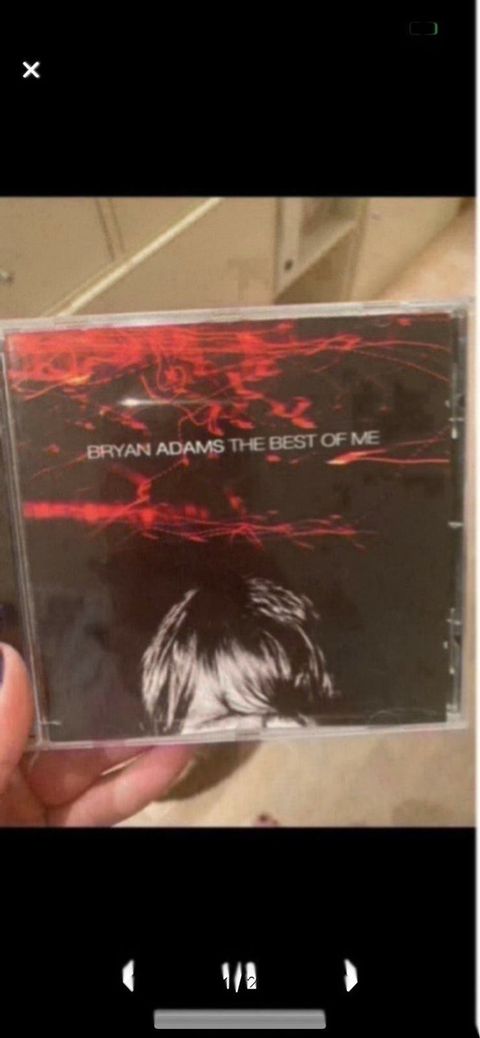 BRYAN ADAMS THE BEST OF ME
1/2